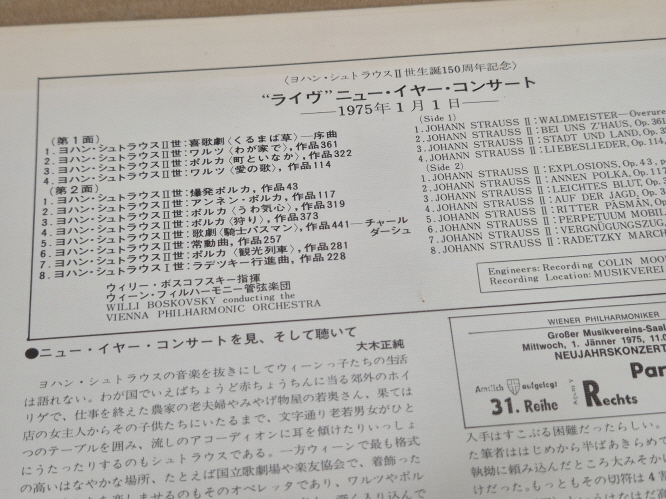 〈ヨハン・シュトラウスⅡ世生誕150周年記念〉
“ライヴ”ニュー・イヤー・コンサート
——1975年1月1日——
〈第1面〉
1.ヨハン・シュトラウスⅡ世:喜歌劇〈くるまば草〉—序曲
2.ヨハン・シュトラウスⅡ世:ワルツ〈わが家で〉,作品361
3.ヨハン・シュトラウスⅡ世:ポルカ〈町といなか〉,作品322
4.ヨハン・シュトラウスⅡ世:ワルツ〈愛の歌〉,作品114
〈第2面〉
1.ヨハン・シュトラウスⅡ世:爆発ポルカ,作品43
2.ヨハン・シュトラウスⅡ世:アンネン・ポルカ,作品117
3.ヨハン・シュトラウスⅡ世:ポルカ〈うわ気心〉,作品319
4.ヨハン・シュトラウスⅡ世:ポルカ〈狩り〉,作品373
5.ヨハン・シュトラウスⅡ世:歌劇〈騎士パスマン〉,作品441—チャールダーシュ
6.ヨハン・シュトラウスⅡ世:常動曲,作品257
7.ヨハン・シュトラウスⅡ世:ポルカ〈観光列車〉,作品281
8.ヨハン・シュトラウスⅠ世:ラデツキー行進曲,作品228
ウィリー・ボスコフスキー指揮
ウィーン・フィルハーモニー管弦楽団
WILLI BOSKOVSKY conducting the
VIENNA PHILHARMONIC ORCHESTRA
(Side 1)
1.JOHANN STRAUSS Ⅱ:WALDMEISTER—Overure
2.JOHANN STRAUSS Ⅱ:BEI UNS Z'HAUS, Op.361
3.JOHANN STRAUSS Ⅱ:STADT UND LAND, Op.32
4.JOHANN STRAUSS Ⅱ:LIEBESLIEDER, Op.114,
(Side 2)
1.JOHANN STRAUSS Ⅱ:EXPLOSIONS, Op.43, p
2.JOHANN STRAUSS Ⅱ:ANNEN POLKA, Op.117
3.JOHANN STRAUSS Ⅱ:LEICHTES BLUT, Op.3
4.JOHANN STRAUSS Ⅱ:AUF DER JAGD, Op.3
5.JOHANN STRAUSS Ⅱ:RITTER PÁSMÁN, Op.
6.JOHANN STRAUSS Ⅱ:PERPETUUM MOBIL
7.JOHANN STRAUSS Ⅱ:VERGNÜGUNGSZUG,
8.JOHANN STRAUSS Ⅰ:RADETZKY MARCH
Engineers:Recording COLIN MOO
Recording Location:MUSIKVEREIN
●ニュー・イヤー・コンサートを見、そして聴いて
大木正純
ヨハン・シュトラウスの音楽を抜きにしてウィーンっ子たちの生活
は語れない。わが国でいえばちょうど赤ちょうちんに当る郊外のホイ
リゲで、仕事を終えた農家の老夫婦やみやげ物屋の若奥さん、果ては
店の女主人からその子供たちにいたるまで、文字通り老若男女がひと
つのテーブルを囲み、流しのアコーディオンに耳を傾けたりいっしょ
にうたったりするのもシュトラウスである。一方ウィーンで最も格式
の高いはなやかな場所、たとえば国立歌劇場や楽友協会で、着飾った
ましませるのもそのオペレッタであり、ワルツやポル
WIENER PHILHARMONIKER
Großer Musikvereins-Saal
Mittwoch, 1. Jänner 1975, 11.0
NEUJAHRSKONZERT
Par
Amtlich aufgelegt
31. Reihe
Rechts
入手はすこぶる困難だったらしい。
た筆者ははじめから半ばあきらめて
執拗に頼み込んだところ大みそかに
けだった。もっともその切符は4等